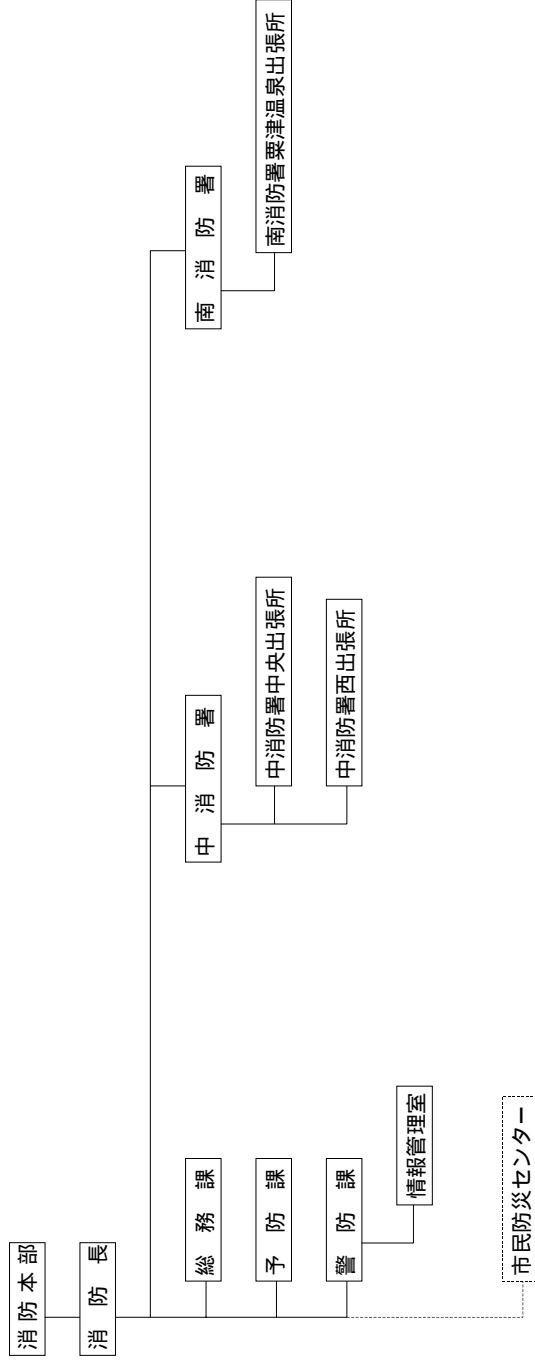 消防本部
消防長
総務課
予防課
警防課
情報管理室
市民防災センター
中消防署
中消防署中央出張所
中消防署西出張所
南消防署
南消防署粟津温泉出張所